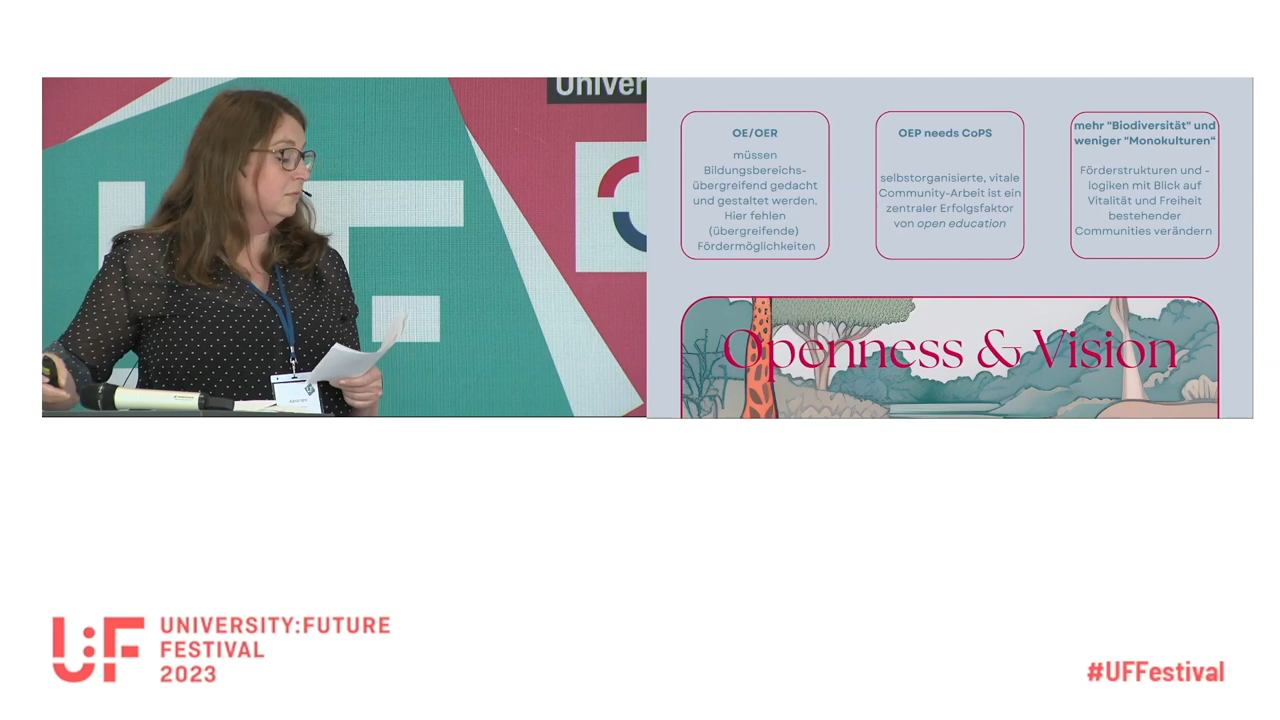 Univer
OE/OER
müssen
Bildungsbereichs-
übergreifend gedacht
und gestaltet werden.
Hier fehlen
(übergreifende)
Fördermöglichkeiten
OEP needs CoPS
selbstorganisierte, vitale
Community-Arbeit ist ein
zentraler Erfolgsfaktor
von open education
mehr "Biodiversität" und
weniger "Monokulturen"
Förderstrukturen und -
logiken mit Blick auf
Vitalität und Freiheit
bestehender
Communities verändern
Openness & Vision
U:F
UNIVERSITY:FUTURE
FESTIVAL
2023
#UFFestival